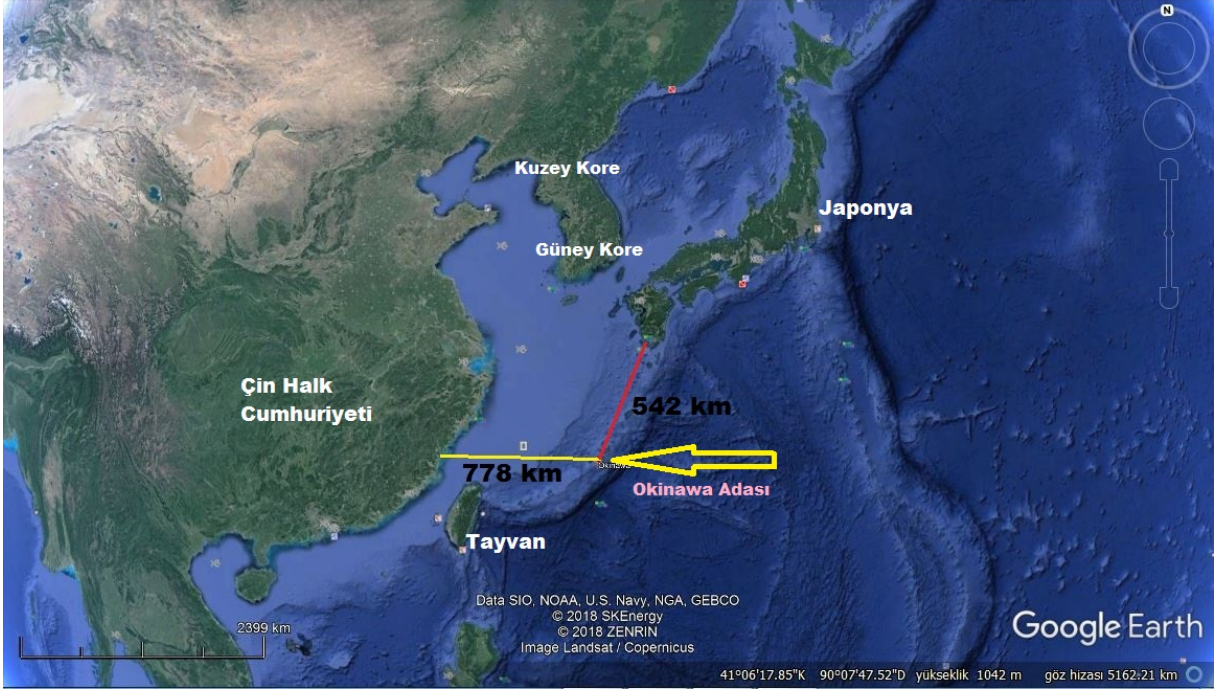 N
Kuzey Kore
Japonya
Güney Kore
Çin Halk
Cumhuriyeti
542 km
778 km
Okinawa
Okinawa Adası
Tayvan
Data SIO, NOAA, U.S. Navy, NGA, GEBCO
© 2018 SKEnergy
© 2018 ZENRIN
Image Landsat / Copernicus
2399 km
Google Earth
41°06'17.85"K 90°07'47.52"D yükseklik 1042 m göz hizası 5162.21 km